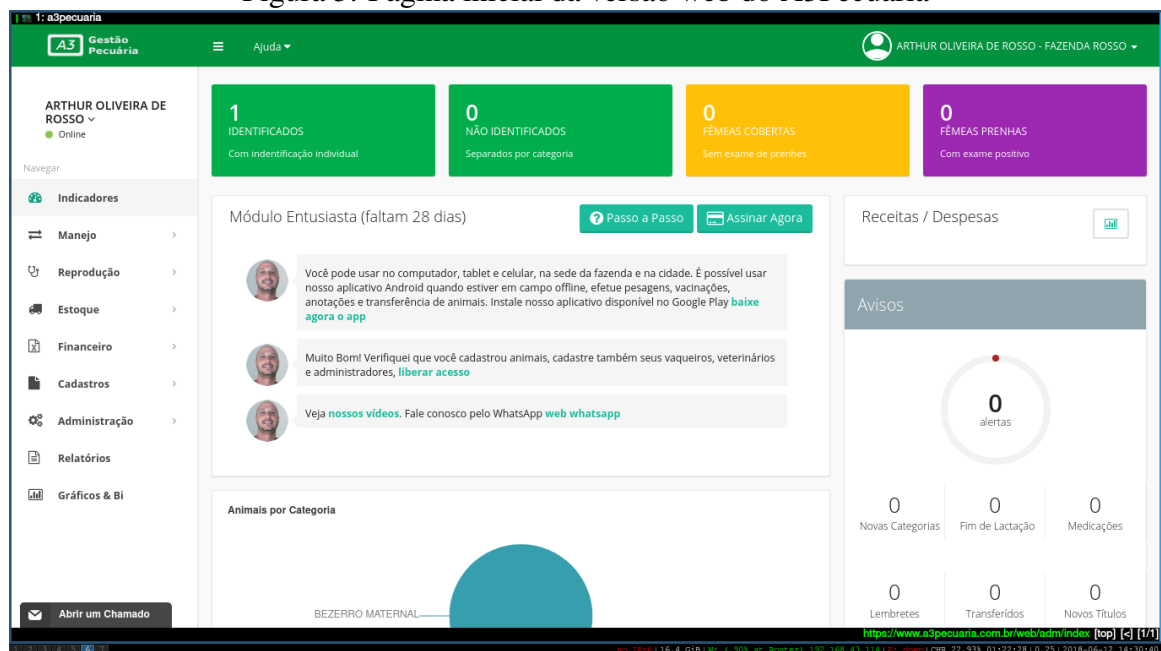 1: a3pecuaria
A3 Gestão
Pecuária
Ajuda
ARTHUR OLIVEIRA DE ROSSO - FAZENDA ROSSO
ARTHUR OLIVEIRA DE
ROSSO
Online
Navegar
Indicadores
Manejo
Reprodução
Estoque
Financeiro
Cadastros
Administração
Relatórios
Gráficos & Bi
Abrir um Chamado
1
IDENTIFICADOS
Com indentificação individual
0
NÃO IDENTIFICADOS
Separados por categoria
0
FÊMEAS COBERTAS
Sem exame de prenhes
0
FÊMEAS PRENHAS
Com exame positivo
Módulo Entusiasta (faltam 28 dias)
Passo a Passo
Assinar Agora
Você pode usar no computador, tablet e celular, na sede da fazenda e na cidade. É possível usar
nosso aplicativo Android quando estiver em campo offline, efetue pesagens, vacinações,
anotações e transferência de animais. Instale nosso aplicativo disponível no Google Play baixe
agora o app
Muito Bom! Verifiquei que você cadastrou animais, cadastre também seus vaqueiros, veterinários
e administradores, liberar acesso
Veja nossos vídeos. Fale conosco pelo WhatsApp web whatsapp
Animais por Categoria
BEZERRO MATERNAL
Receitas / Despesas
Avisos
0
alertas
0
Novas Categorias
0
Fim de Lactação
0
Medicações
0
Lembretes
0
Transferídos
0
Novos Títulos
https://www.a3pecuaria.com.br/web/adm/index [top] [<] [1/1]
1 2 3 4 5 6 7